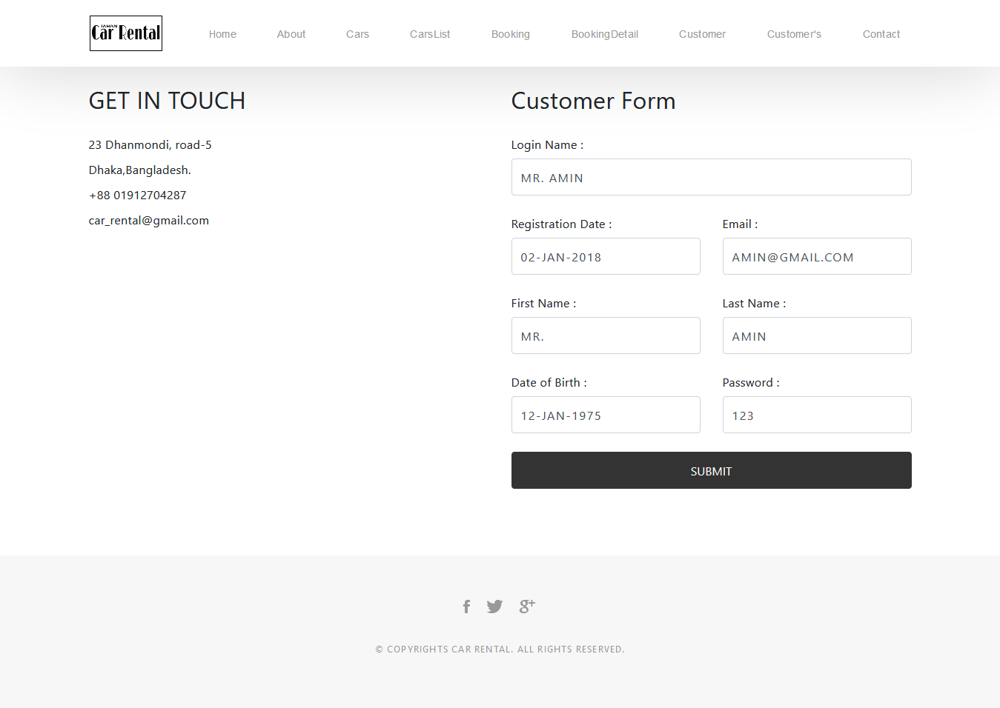 JAHAN
Car Rental
Home About Cars CarsList Booking BookingDetail Customer Customer's Contact
GET IN TOUCH
23 Dhanmondi, road-5
Dhaka,Bangladesh.
+88 01912704287
car_rental@gmail.com
Customer Form
Login Name :
MR. AMIN
Registration Date : Email :
02-JAN-2018 AMIN@GMAIL.COM
First Name : Last Name :
MR. AMIN
Date of Birth : Password :
12-JAN-1975 123
SUBMIT
© COPYRIGHTS CAR RENTAL. ALL RIGHTS RESERVED.